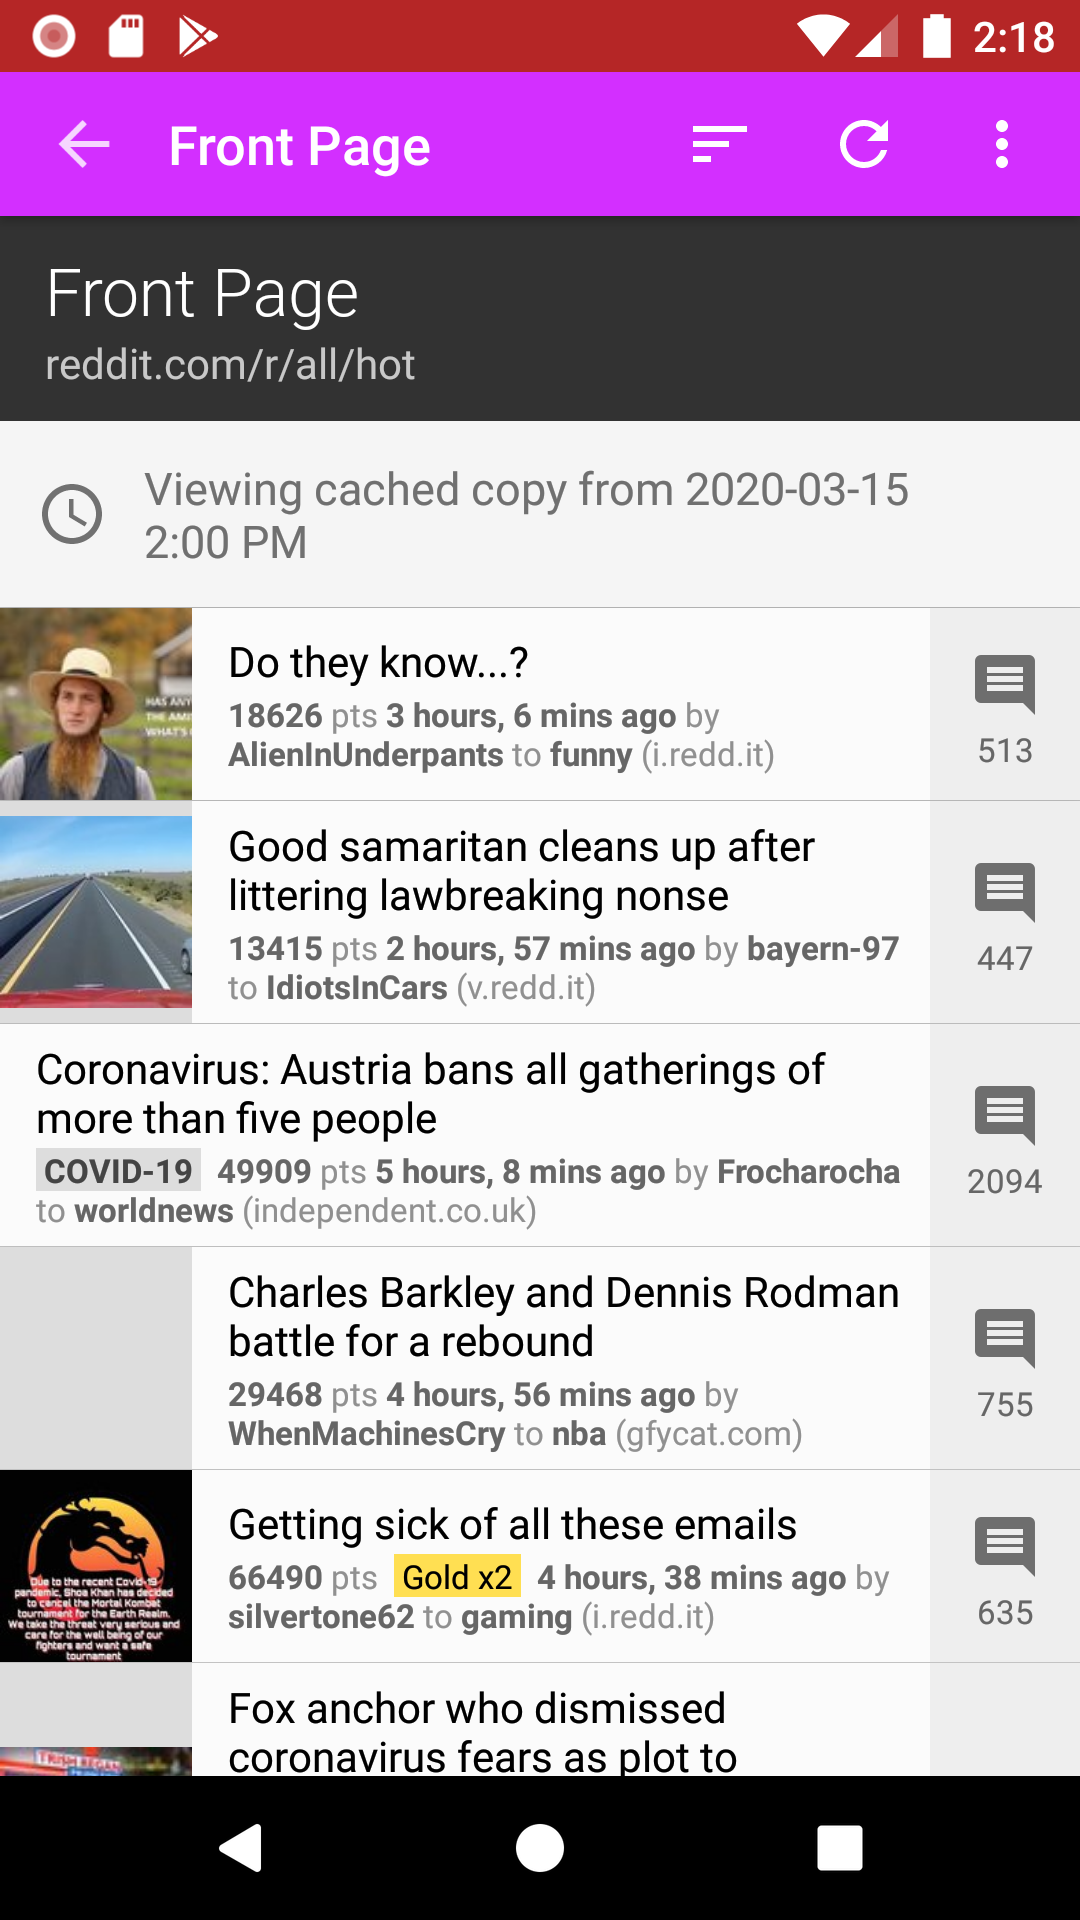 2:18
Front Page
Front Page
reddit.com/r/all/hot
Viewing cached copy from 2020-03-15
2:00 PM
Do they know...?
18626 pts 3 hours, 6 mins ago by
AlienInUnderpants to funny (i.redd.it)
513
HAS ANY
THE AMI
WHAT'S
Good samaritan cleans up after
littering lawbreaking nonse
13415 pts 2 hours, 57 mins ago by bayern-97
to IdiotsInCars (v.redd.it)
447
Coronavirus: Austria bans all gatherings of
more than five people
COVID-19 49909 pts 5 hours, 8 mins ago by Frocharocha
to worldnews (independent.co.uk)
2094
Charles Barkley and Dennis Rodman
battle for a rebound
29468 pts 4 hours, 56 mins ago by
WhenMachinesCry to nba (gfycat.com)
755
Getting sick of all these emails
66490 pts Gold x2 4 hours, 38 mins ago by
silvertone62 to gaming (i.redd.it)
635
Due to the recent Covid-19
pandemic, Shoa Khan has decided
to cancel the Mortal Kombat
tournament for the Earth Realm.
We take the threat very serious and
care for the well being of our
fighters and want a safe
tournament
Fox anchor who dismissed
coronavirus fears as plot to
TRISH REGAN